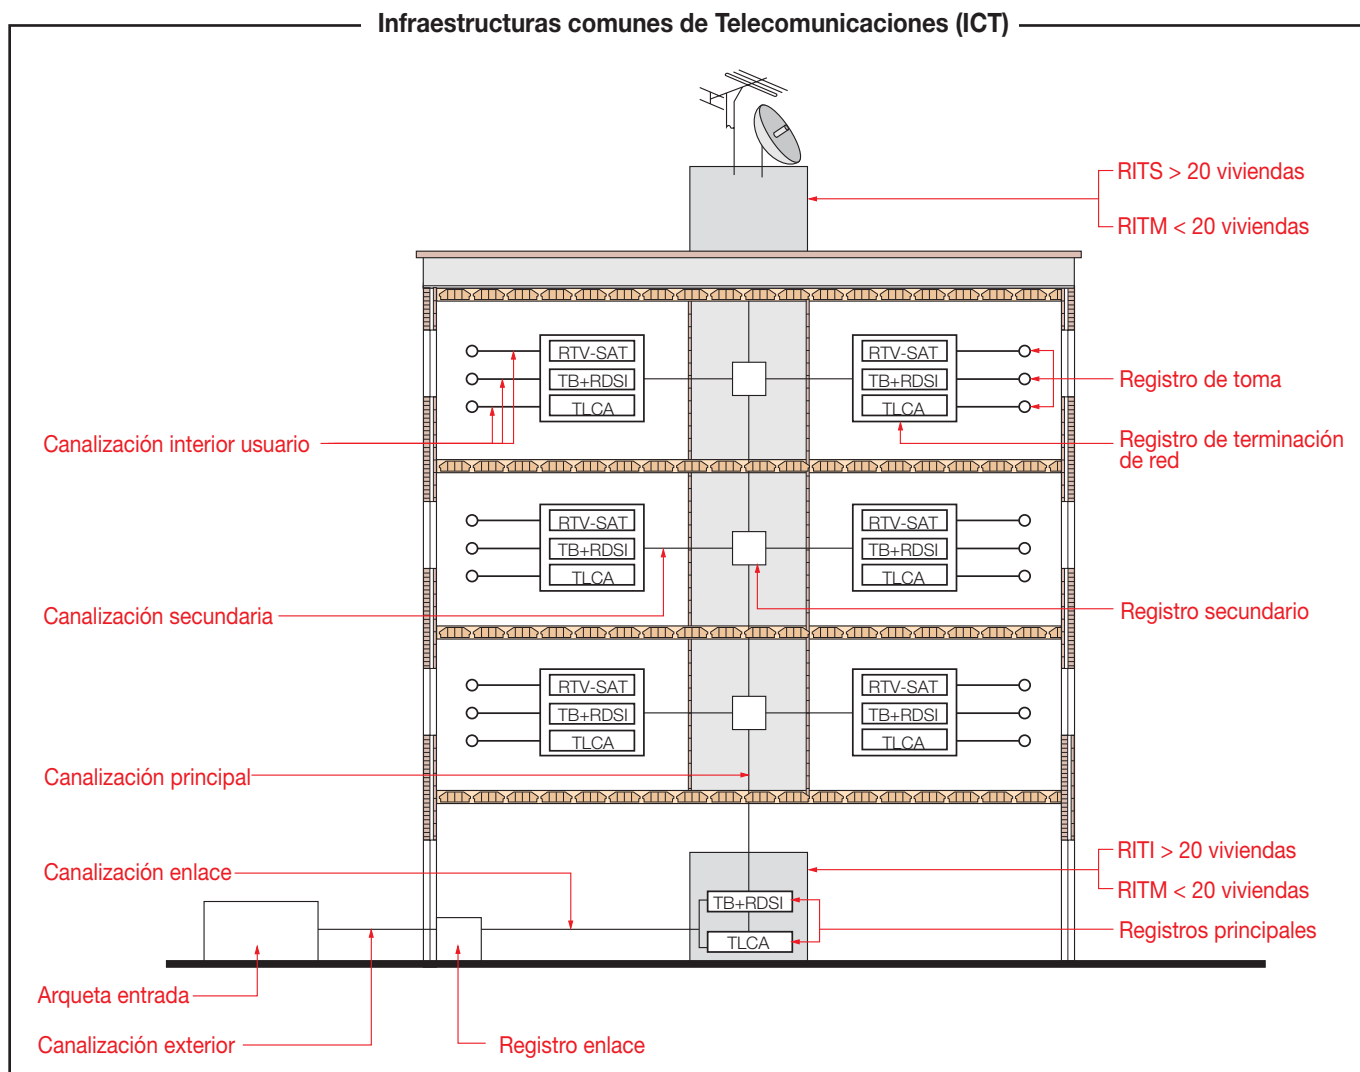 Infraestructuras comunes de Telecomunicaciones (ICT)
RITS > 20 viviendas
RITM < 20 viviendas
RTV-SAT
TB+RDSI
TLCA
RTV-SAT
TB+RDSI
TLCA
Registro de toma
Canalización interior usuario
Registro de terminación
de red
RTV-SAT
TB+RDSI
TLCA
RTV-SAT
TB+RDSI
TLCA
Canalización secundaria
Registro secundario
RTV-SAT
TB+RDSI
TLCA
RTV-SAT
TB+RDSI
TLCA
Canalización principal
Canalización enlace
RITI > 20 viviendas
RITM < 20 viviendas
TB+RDSI
TLCA
Registros principales
Arqueta entrada
Canalización exterior
Registro enlace